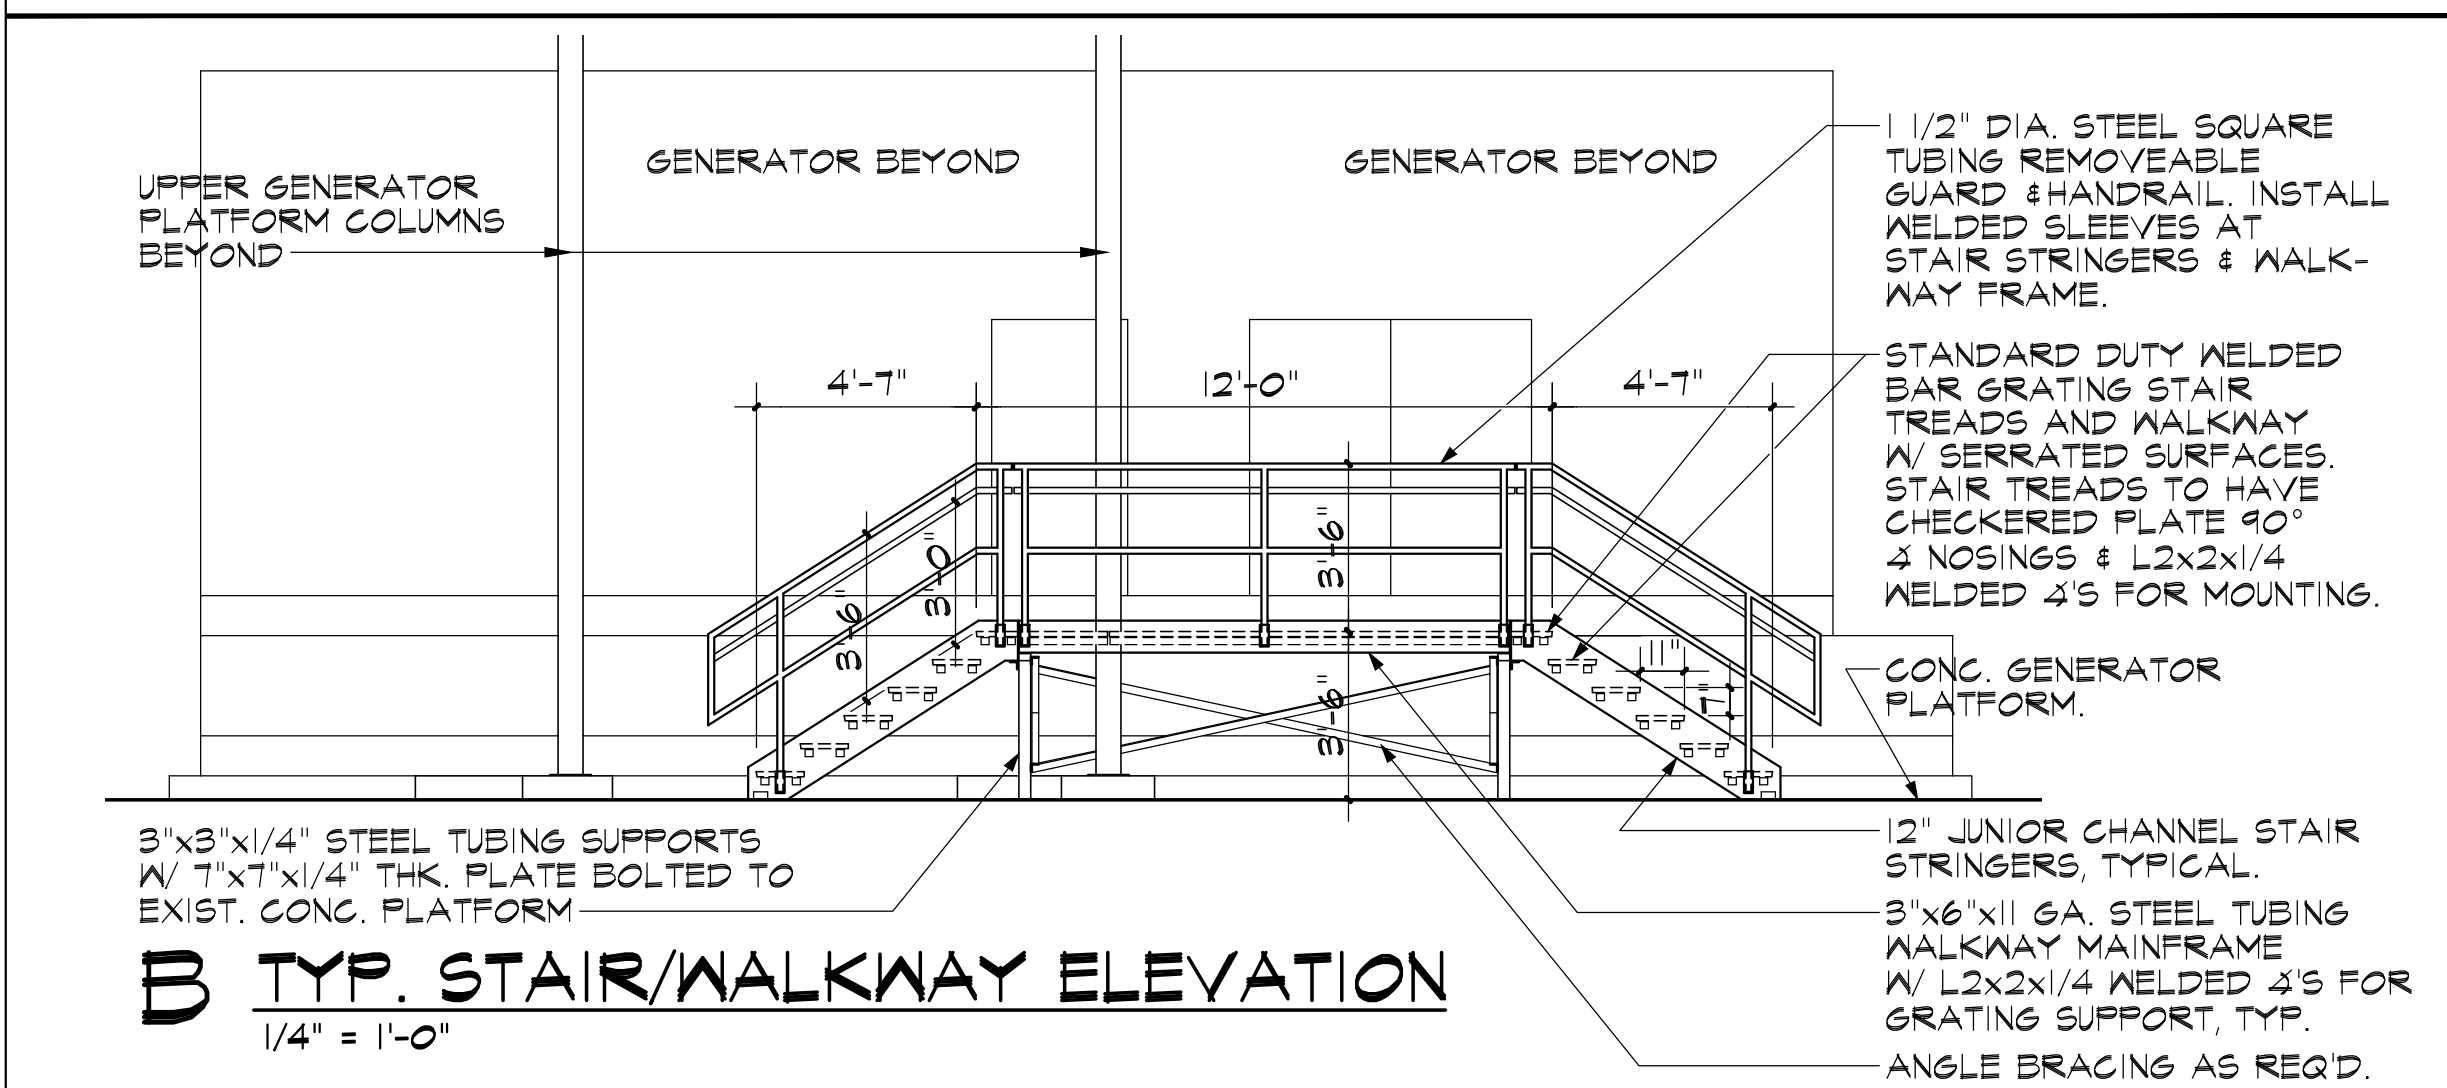 UPPER GENERATOR
PLATFORM COLUMNS
BEYOND
GENERATOR BEYOND
GENERATOR BEYOND
1 1/2" DIA. STEEL SQUARE
TUBING REMOVEABLE
GUARD & HANDRAIL. INSTALL
WELDED SLEEVES AT
STAIR STRINGERS & WALK-
WAY FRAME.
STANDARD DUTY WELDED
BAR GRATING STAIR
TREADS AND WALKWAY
W/ SERRATED SURFACES.
STAIR TREADS TO HAVE
CHECKERED PLATE 90°
∡ NOSINGS & L2x2x1/4
WELDED ∡'S FOR MOUNTING.
4'-7"
12'-0"
4'-7"
3'-6"
3'-0"
3'-6"
3'-6"
11"
7"
CONC. GENERATOR
PLATFORM.
12" JUNIOR CHANNEL STAIR
STRINGERS, TYPICAL.
3"x6"x11 GA. STEEL TUBING
WALKWAY MAINFRAME
W/ L2x2x1/4 WELDED ∡'S FOR
GRATING SUPPORT, TYP.
ANGLE BRACING AS REQ'D.
3"x3"x1/4" STEEL TUBING SUPPORTS
W/ 7"x7"x1/4" THK. PLATE BOLTED TO
EXIST. CONC. PLATFORM
B TYP. STAIR/WALKWAY ELEVATION
1/4" = 1'-0"